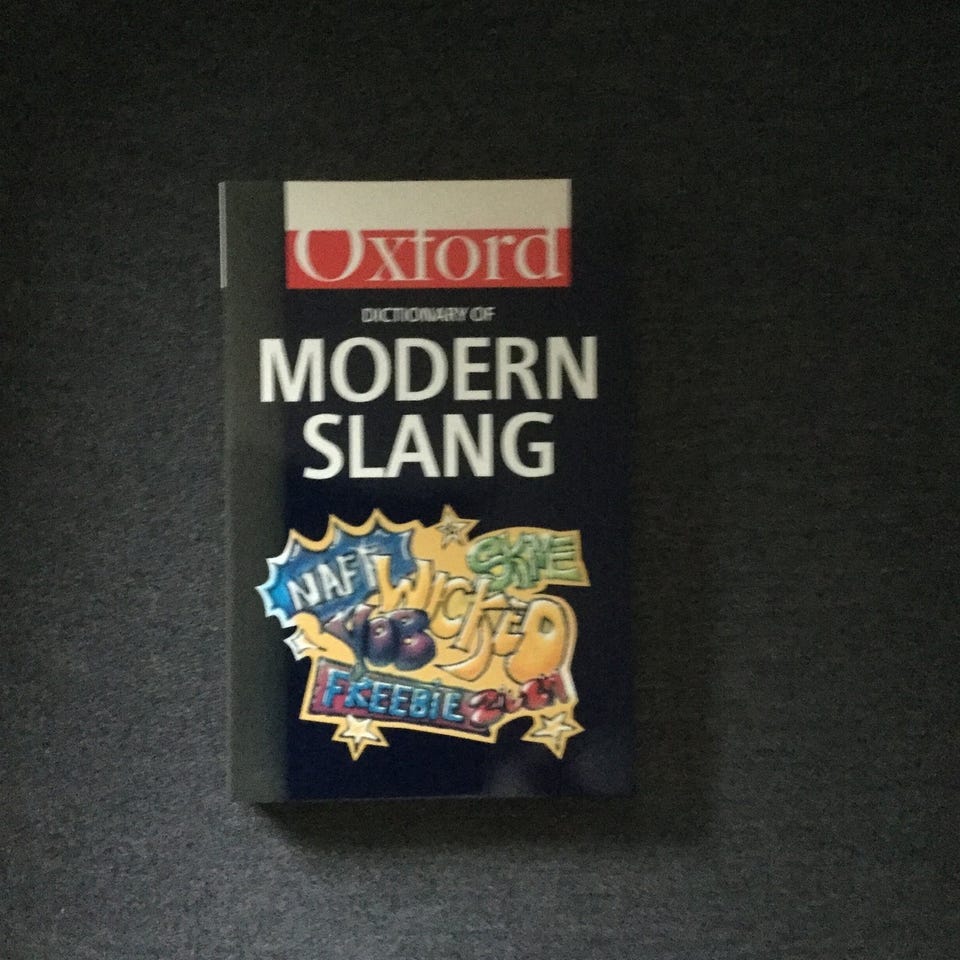 Oxford
DICTIONARY OF
MODERN
SLANG
NAFF
SKIVE
WICKED
YOB
FREEBIE